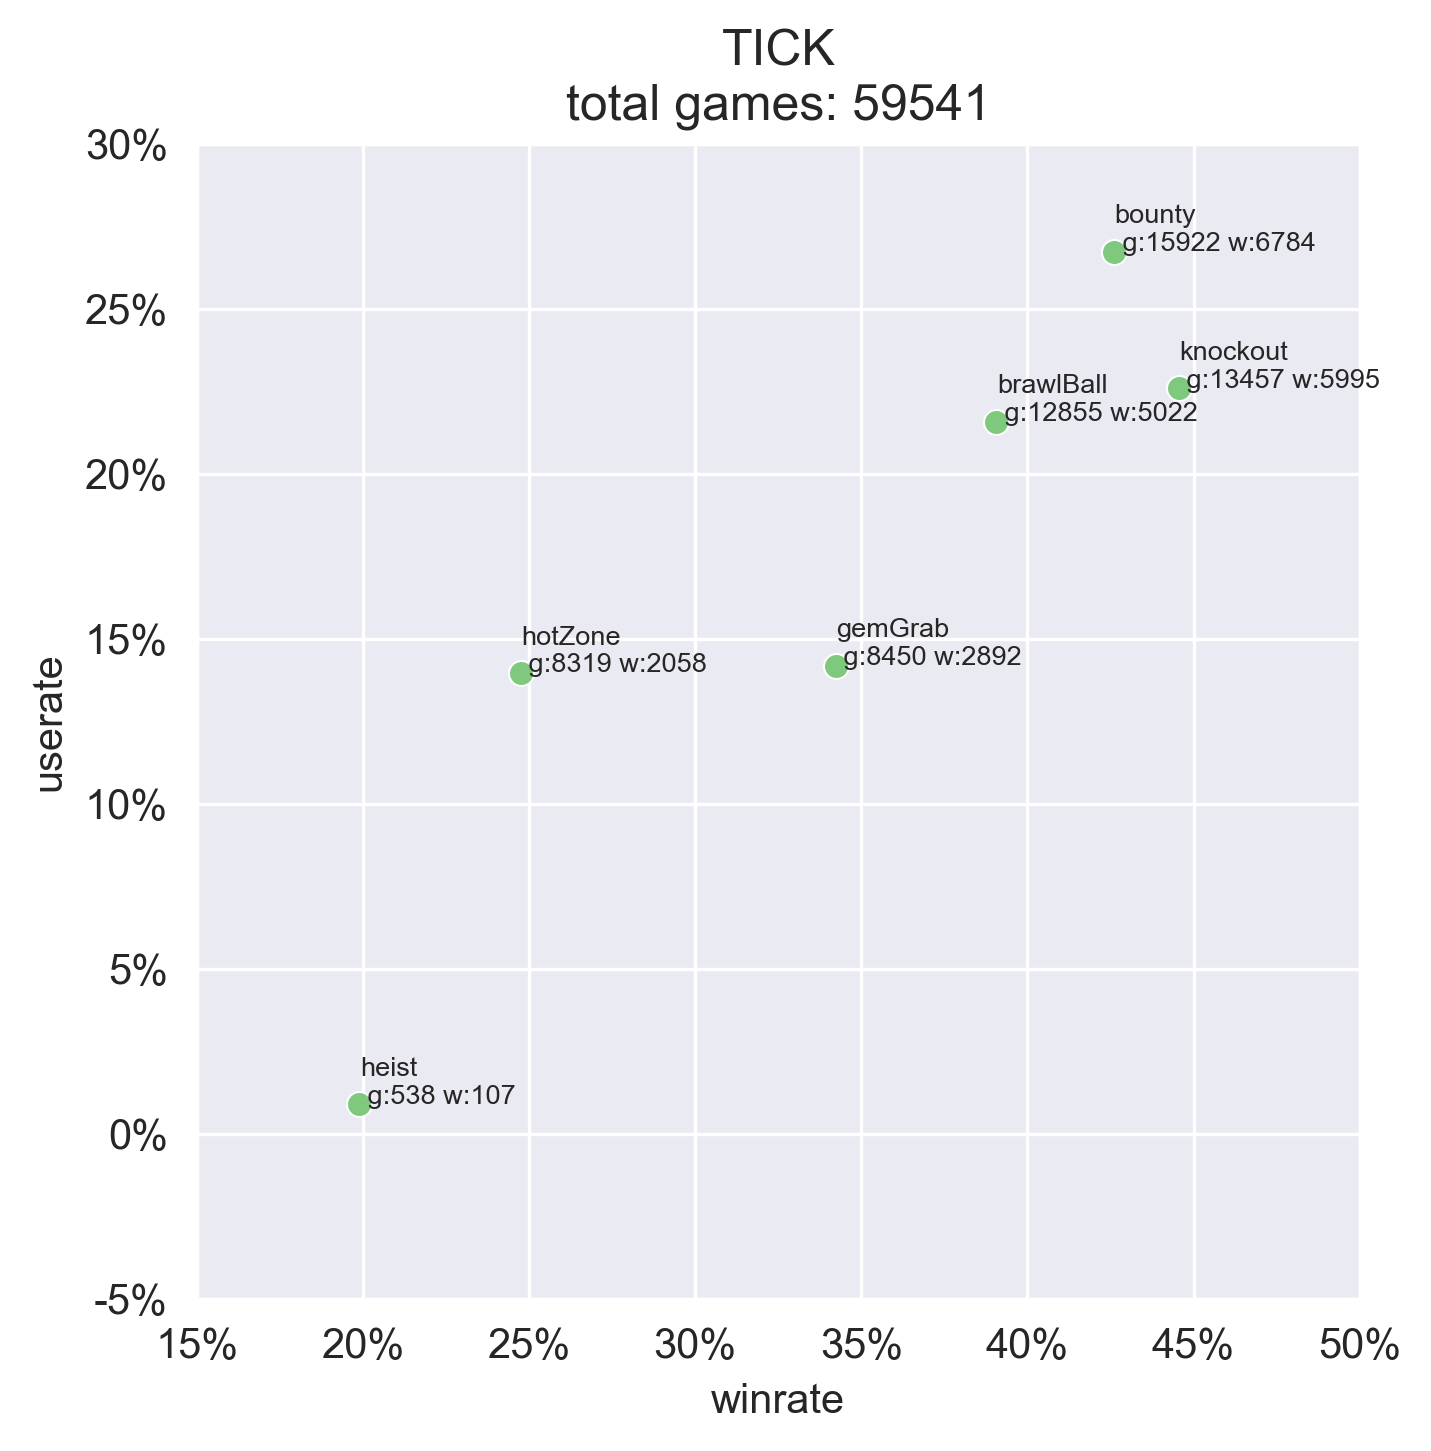 TICK
total games: 59541
30%
25%
20%
15%
10%
5%
0%
-5%
userate
bounty
g:15922 w:6784
knockout
g:13457 w:5995
brawlBall
g:12855 w:5022
hotZone
g:8319 w:2058
gemGrab
g:8450 w:2892
heist
g:538 w:107
15% 20% 25% 30% 35% 40% 45% 50%
winrate